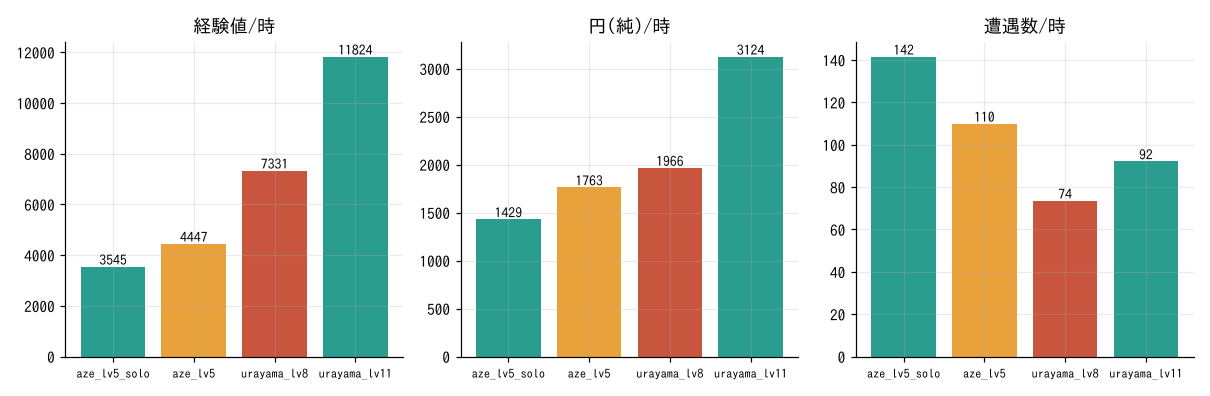 経験値/時
12000
10000
8000
6000
4000
2000
0
3545
4447
7331
11824
aze_lv5_solo
aze_lv5
urayama_lv8
urayama_lv11
円(純)/時
3000
2500
2000
1500
1000
500
0
1429
1763
1966
3124
aze_lv5_solo
aze_lv5
urayama_lv8
urayama_lv11
遭遇数/時
140
120
100
80
60
40
20
0
142
110
74
92
aze_lv5_solo
aze_lv5
urayama_lv8
urayama_lv11